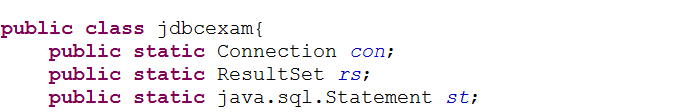 public class jdbcexam{
public static Connection con;
public static ResultSet rs;
public static java.sql.Statement st;